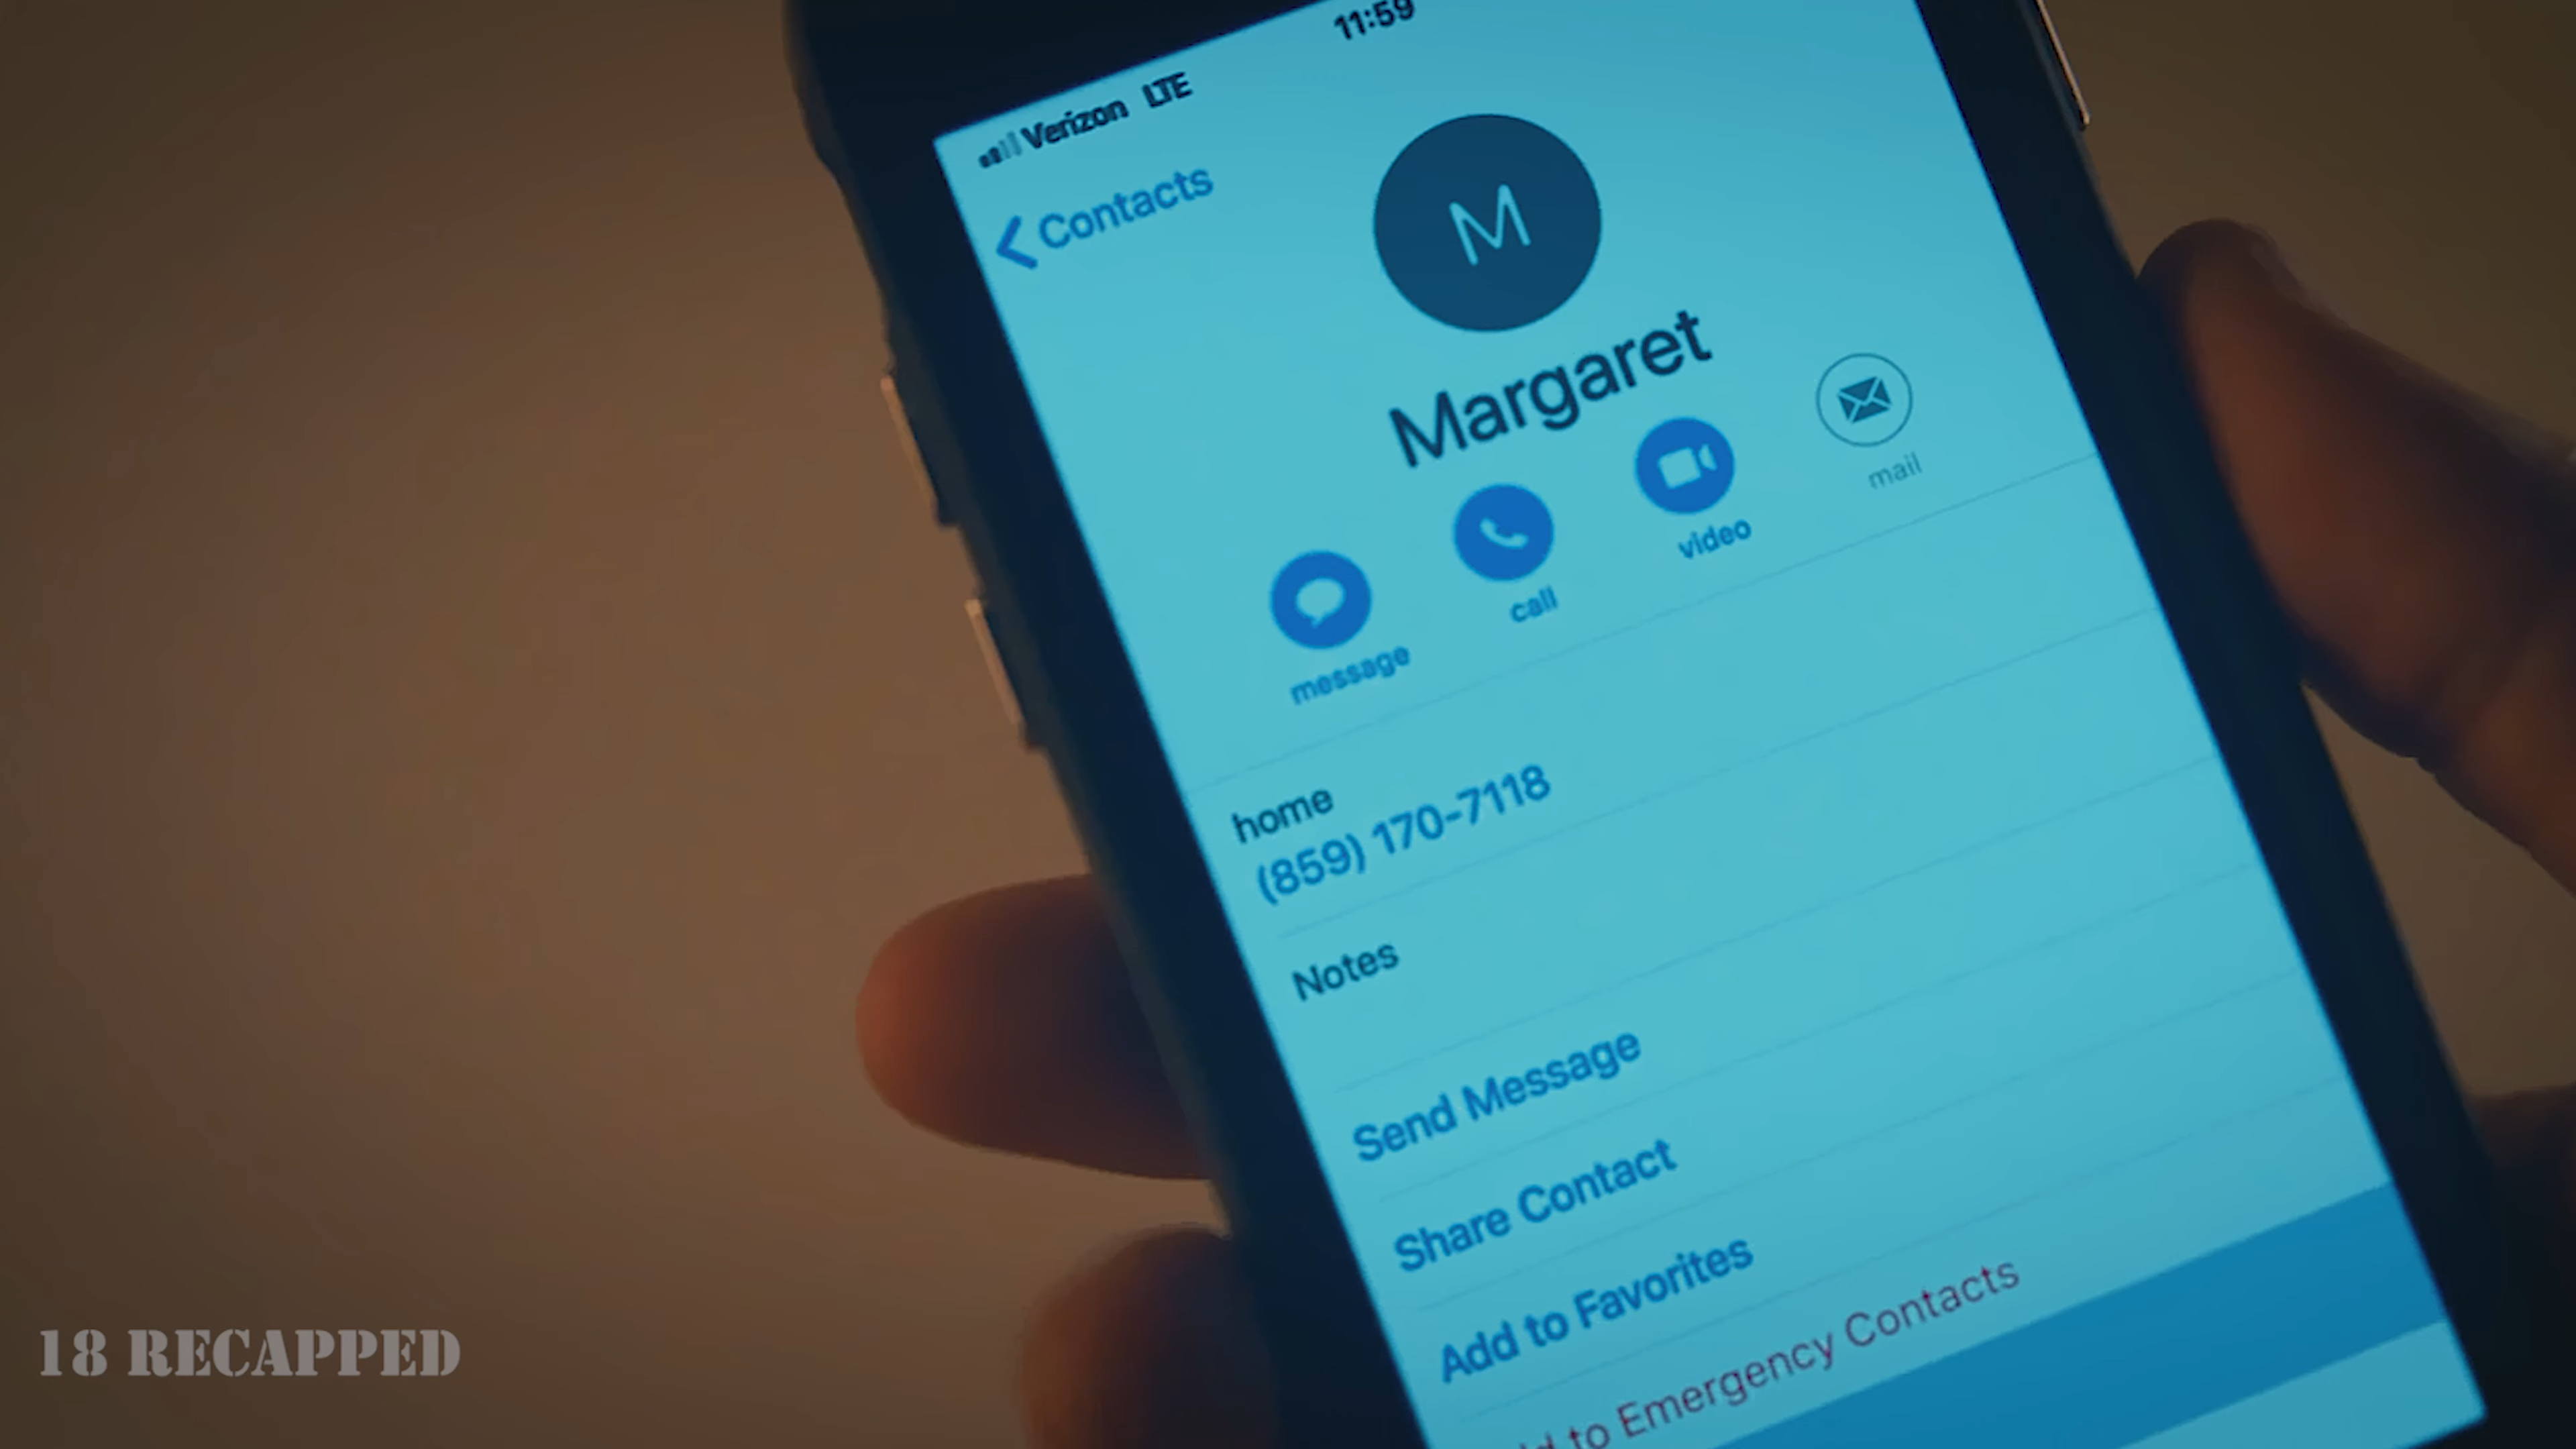 11:59
Verizon LTE
Contacts
M
Margaret
message
call
video
mail
home
(859) 170-7118
Notes
Send Message
Share Contact
Add to Favorites
to Emergency Contacts
18 RECAPPED